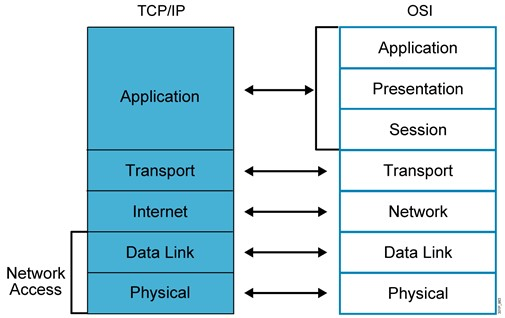 TCP/IP
OSI
Application
Application
Presentation
Session
Transport
Transport
Internet
Network
Network
Access
Data Link
Data Link
Physical
Physical